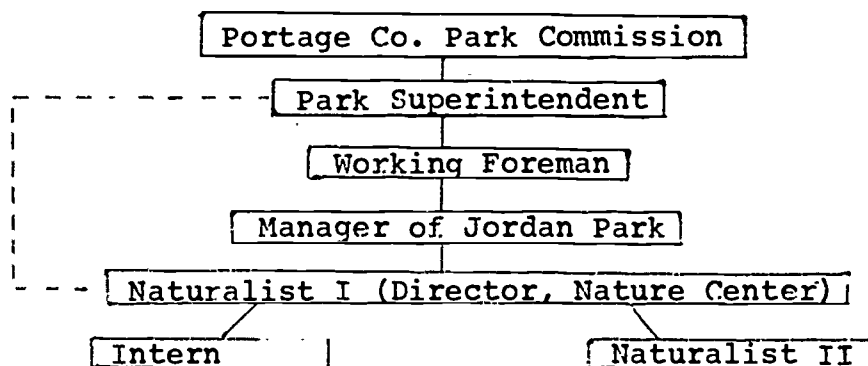 Portage Co. Park Commission
Park Superintendent
Working Foreman
Manager of Jordan Park
Naturalist I (Director, Nature Center)
Intern
Naturalist II